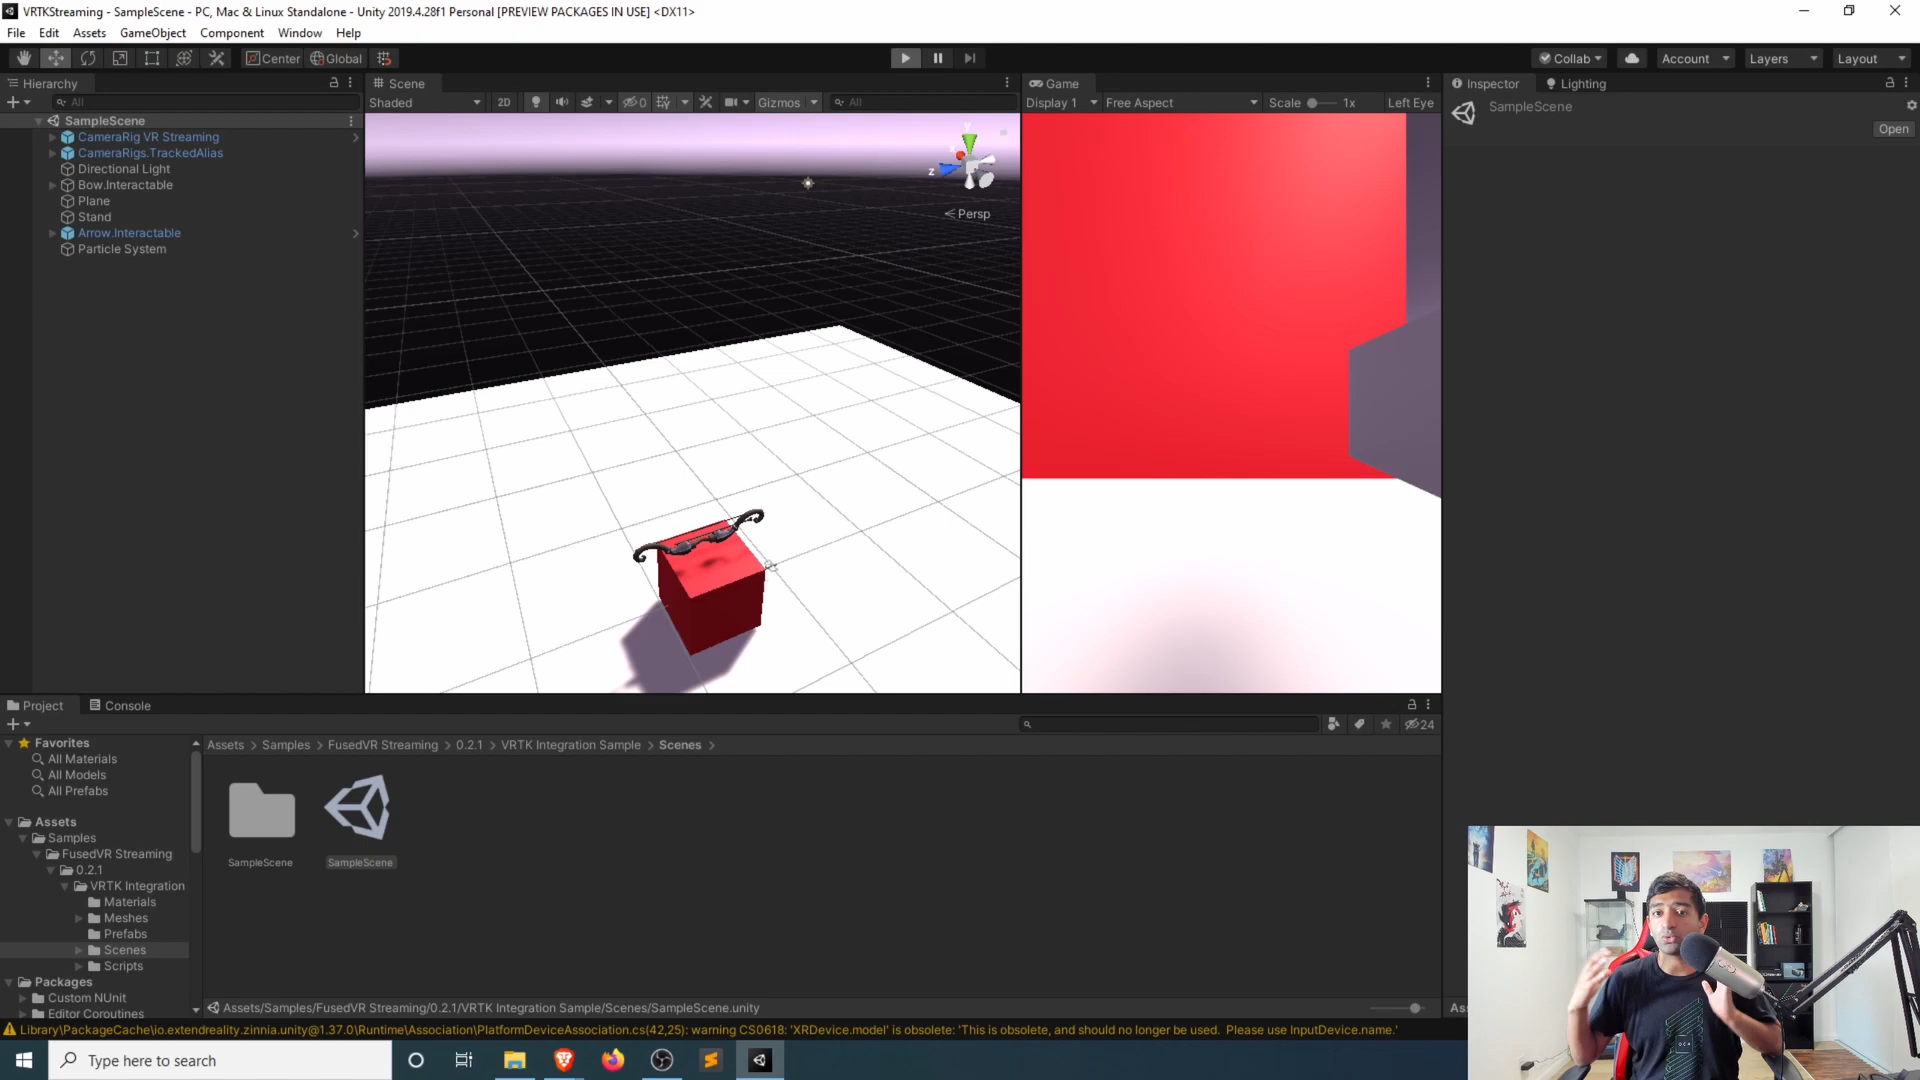 VRTKStreaming - SampleScene - PC, Mac & Linux Standalone - Unity 2019.4.28f1 Personal [PREVIEW PACKAGES IN USE] <DX11>
File Edit Assets GameObject Component Window Help
Center Global Collab Account Layers Layout
Hierarchy
All
SampleScene
CameraRig VR Streaming
CameraRigs.TrackedAlias
Directional Light
Bow.Interactable
Plane
Stand
Arrow.Interactable
Particle System
Scene
Shaded 2D 0 Gizmos All
y
z
Persp
Game
Display 1 Free Aspect Scale 1x Left Eye
Inspector Lighting
SampleScene
Open
Project Console
24
Favorites
All Materials
All Models
All Prefabs
Assets
Samples
FusedVR Streaming
0.2.1
VRTK Integration
Materials
Meshes
Prefabs
Scenes
Scripts
Packages
Custom NUnit
Editor Coroutines
Assets > Samples > FusedVR Streaming > 0.2.1 > VRTK Integration Sample > Scenes >
SampleScene SampleScene
Assets/Samples/FusedVR Streaming/0.2.1/VRTK Integration Sample/Scenes/SampleScene.unity
As
Library\PackageCache\io.extendreality.zinnia.unity@1.37.0\Runtime\Association\PlatformDeviceAssociation.cs(42,25): warning CS0618: 'XRDevice.model' is obsolete: 'This is obsolete, and should no longer be used. Please use InputDevice.name.'
Type here to search